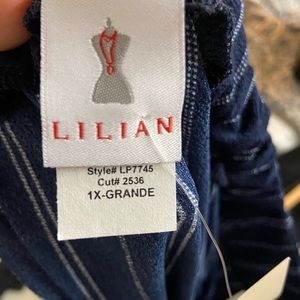 LILIAN
Style# LP7745
Cut# 2536
1X-GRANDE